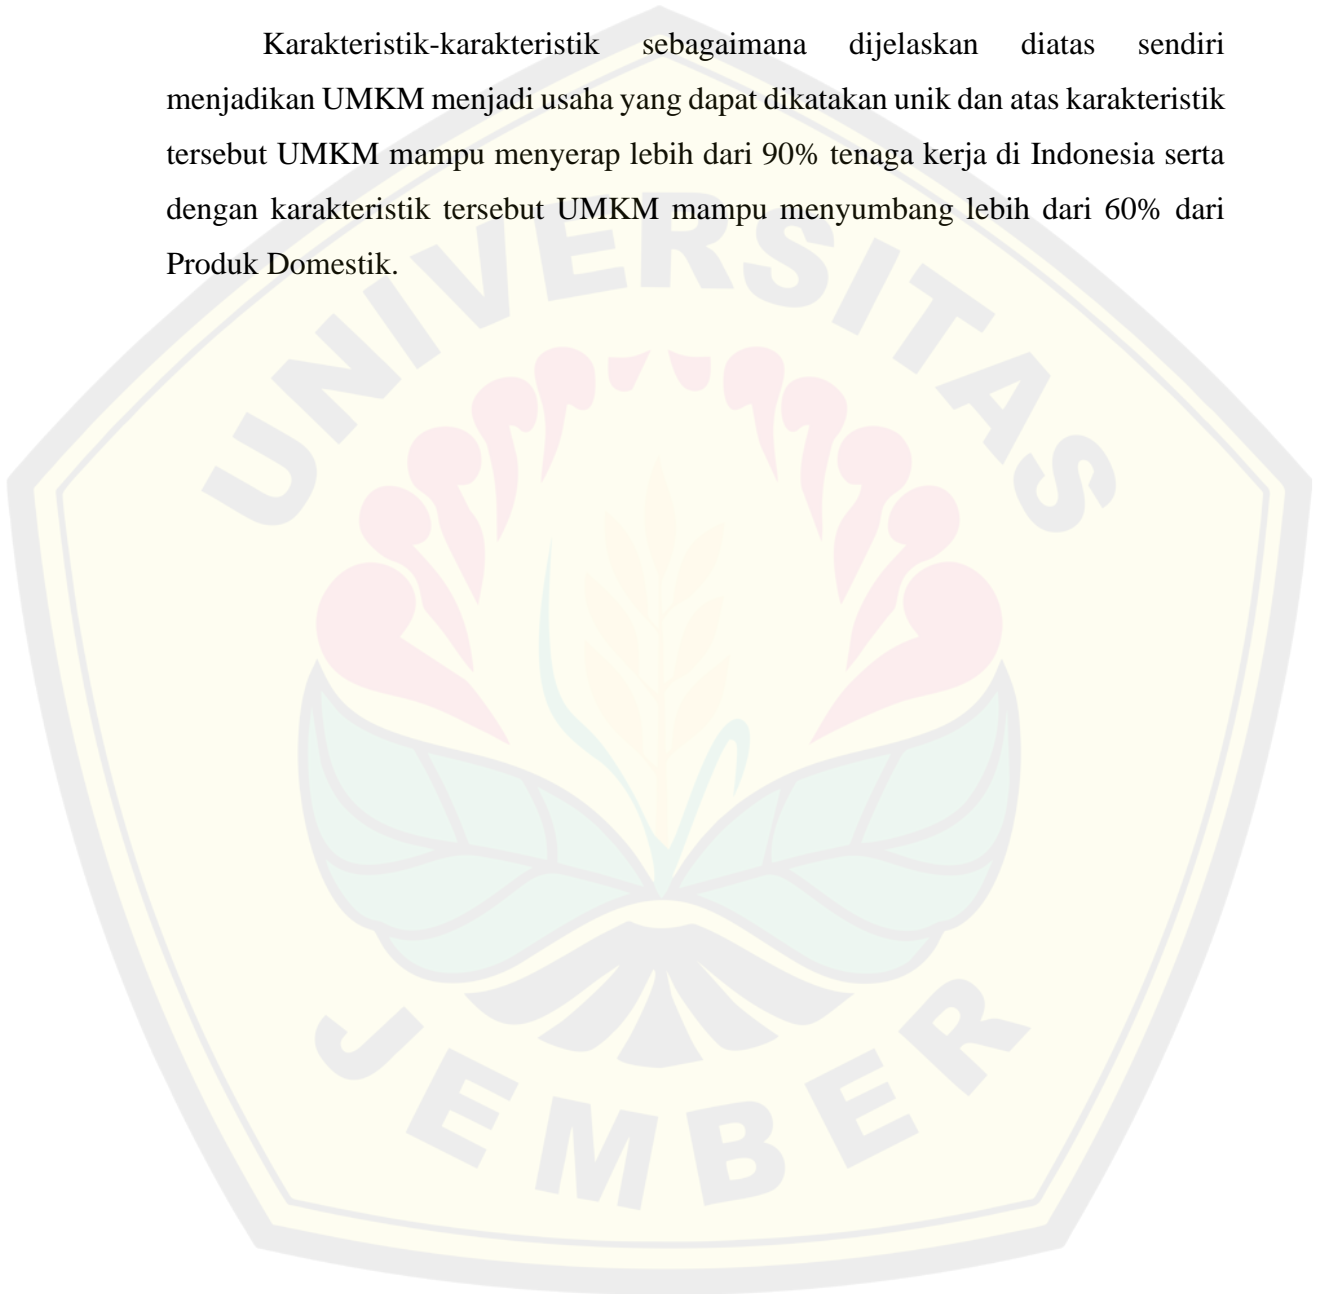 Karakteristik-karakteristik sebagaimana dijelaskan diatas sendiri
menjadikan UMKM menjadi usaha yang dapat dikatakan unik dan atas karakteristik
tersebut UMKM mampu menyerap lebih dari 90% tenaga kerja di Indonesia serta
dengan karakteristik tersebut UMKM mampu menyumbang lebih dari 60% dari
Produk Domestik.
UNIVERSITAS
JEMBER